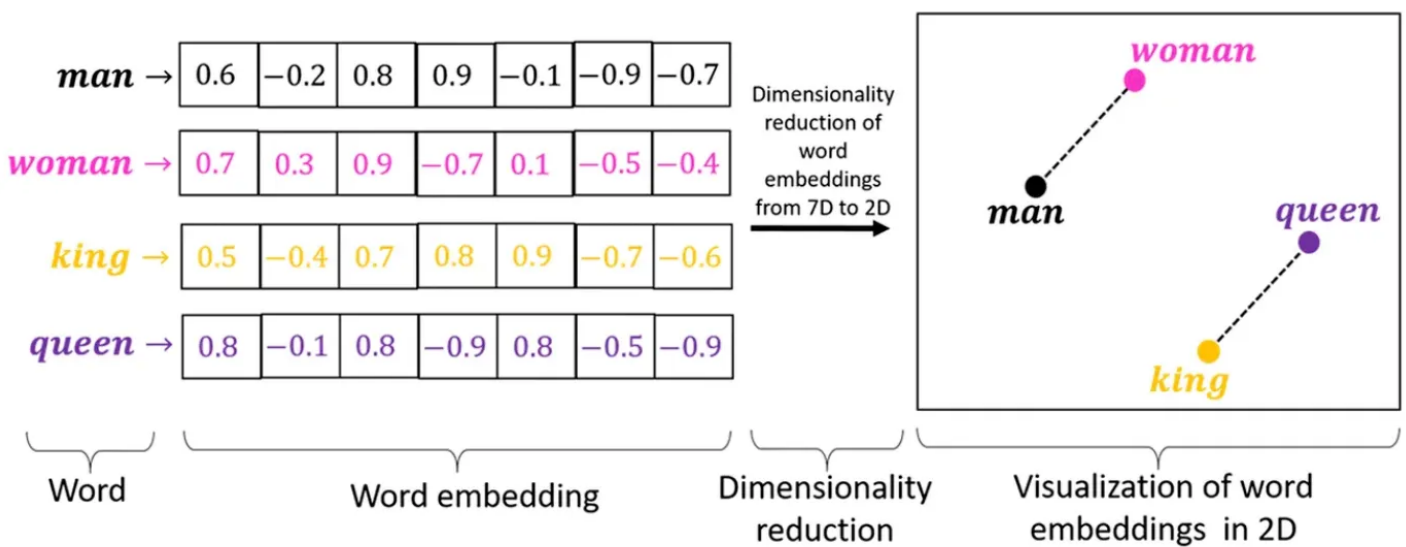 man → 0.6 −0.2 0.8 0.9 −0.1 −0.9 −0.7
woman → 0.7 0.3 0.9 −0.7 0.1 −0.5 −0.4
king → 0.5 −0.4 0.7 0.8 0.9 −0.7 −0.6
queen → 0.8 −0.1 0.8 −0.9 0.8 −0.5 −0.9
Dimensionality
reduction of
word
embeddings
from 7D to 2D
woman
man
queen
king
Word
Word embedding
Dimensionality
reduction
Visualization of word
embeddings in 2D